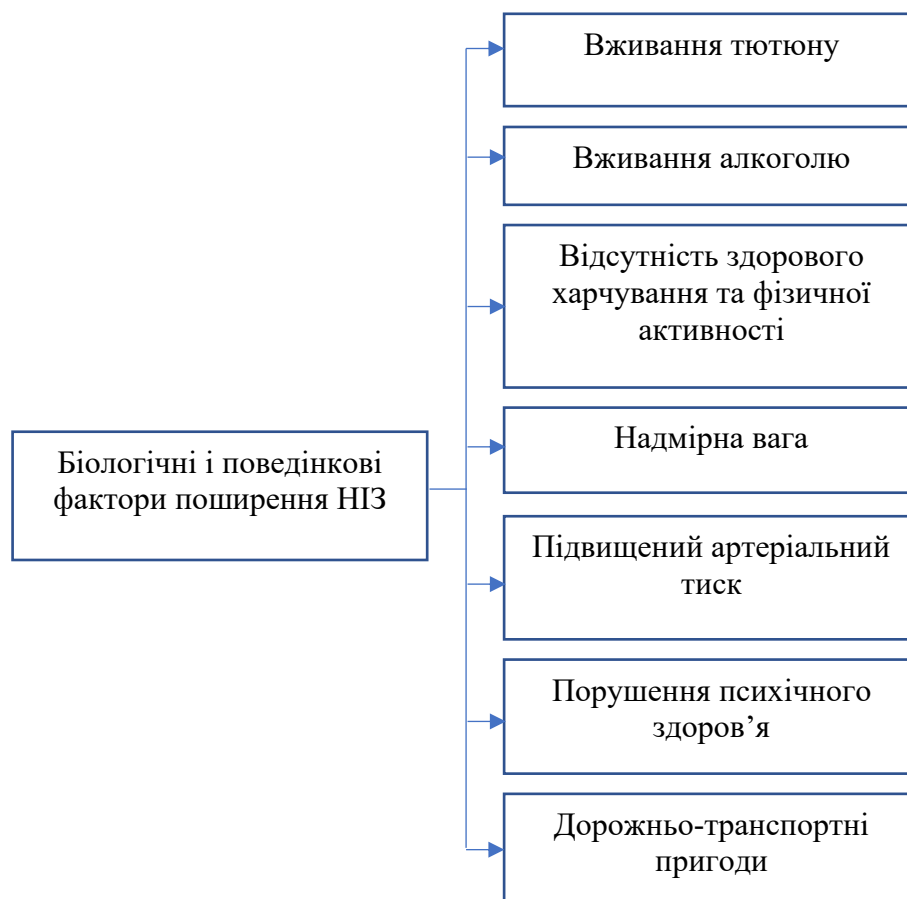 Вживання тютюну
Вживання алкоголю
Відсутність здорового
харчування та фізичної
активності
Біологічні і поведінкові
фактори поширення НІЗ
Надмірна вага
Підвищений артеріальний
тиск
Порушення психічного
здоров’я
Дорожньо-транспортні
пригоди